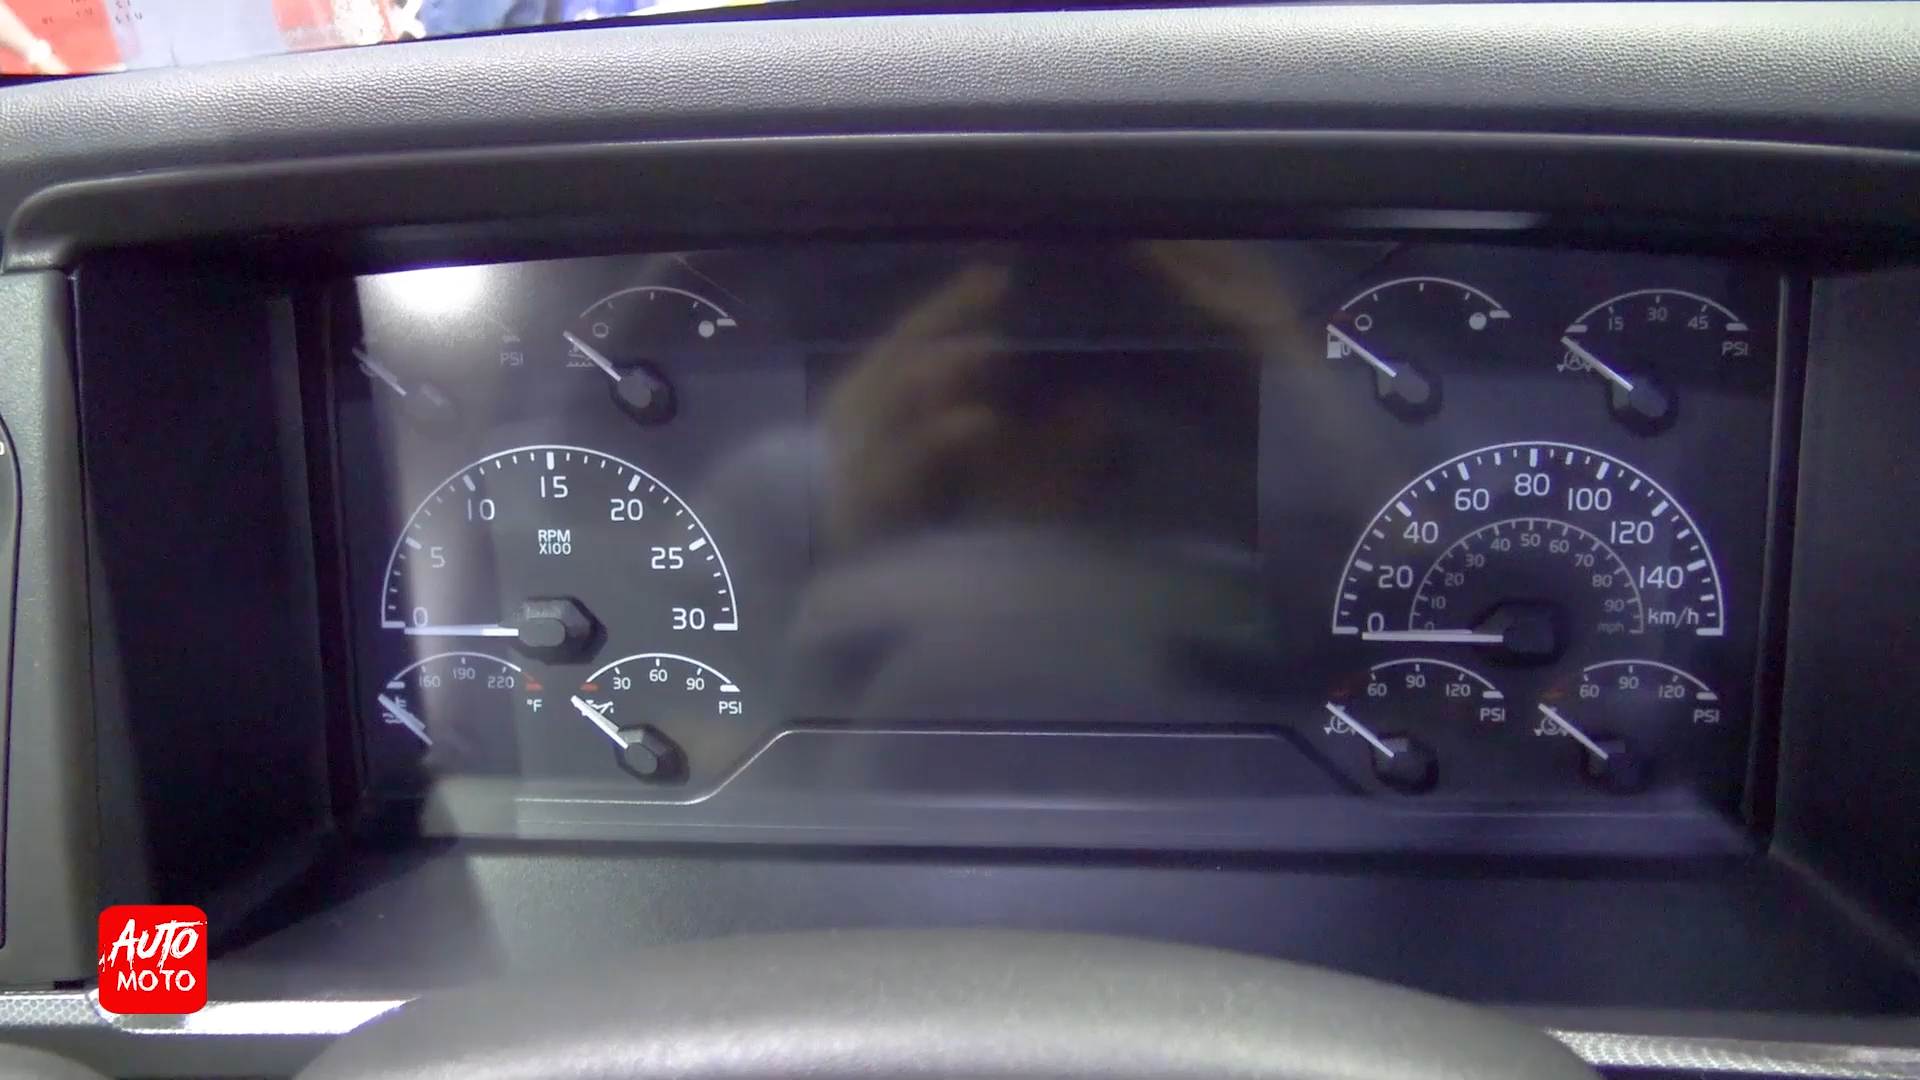 PSI
15 30 45
PSI
5 10 15 20 25 30
0
RPM
X100
0 20 40 60 80 100 120 140
km/h
0 10 20 30 40 50 60 70 80 90
mph
160 190 220
°F
30 60 90
PSI
60 90 120
PSI
60 90 120
PSI
AUTO
MOTO